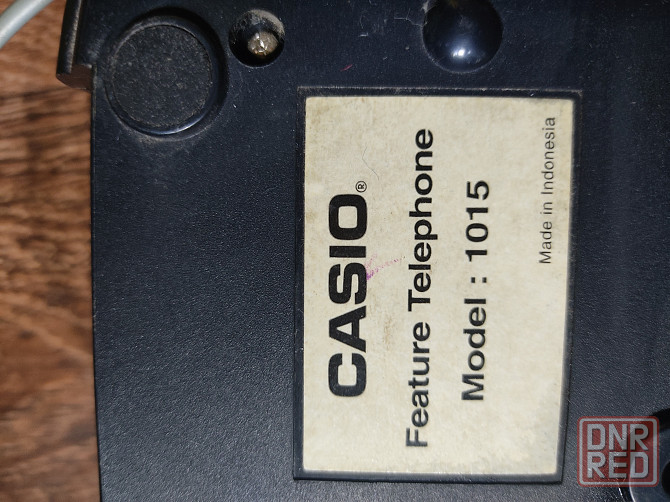 CASIO®
Feature Telephone
Model : 1015
Made in Indonesia
DNR
RED